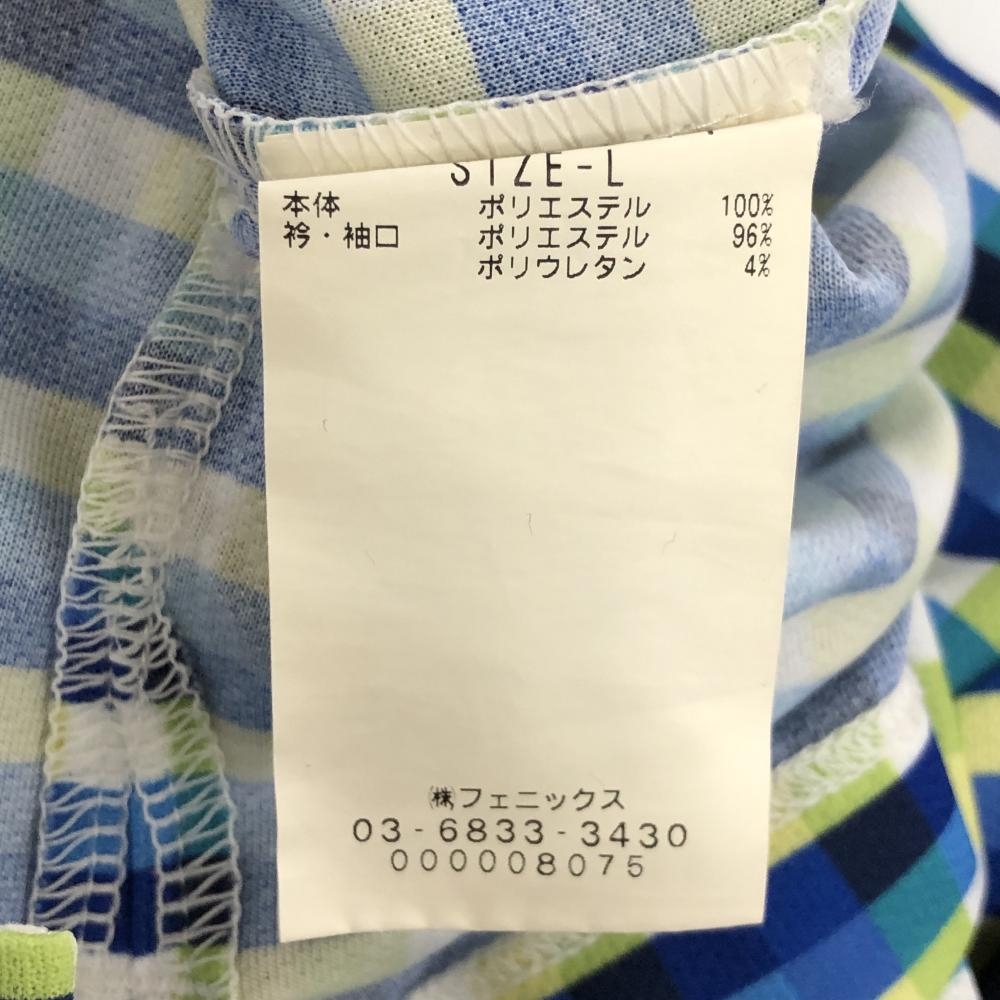 SIZE-L
本体 ポリエステル 100%
衿・袖口 ポリエステル 96%
ポリウレタン 4%
㈱フェニックス
03-6833-3430
000008075